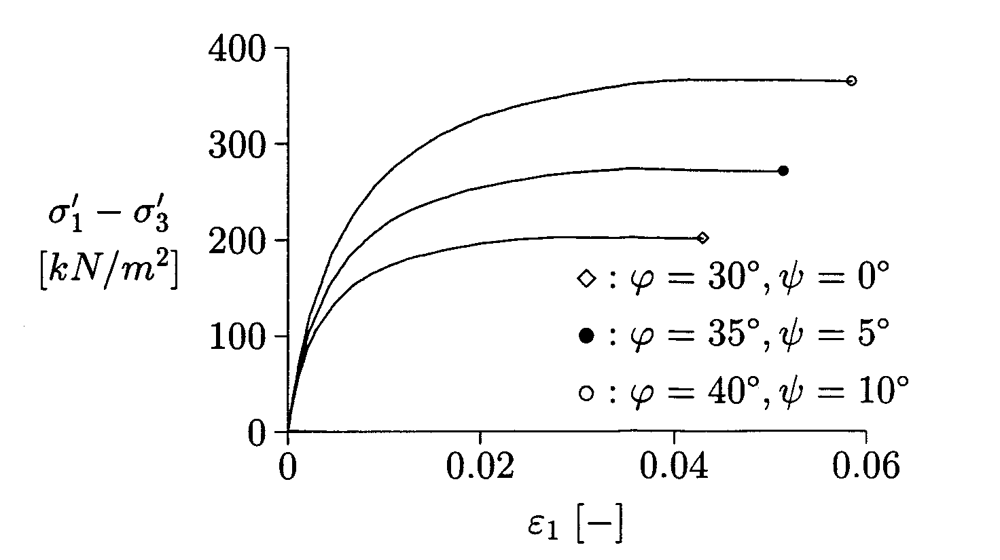 400
300
σ′₁ − σ′₃
200
[kN/m²]
◇ : φ = 30°, ψ = 0°
100
● : φ = 35°, ψ = 5°
○ : φ = 40°, ψ = 10°
0
0 0.02 0.04 0.06
ε₁ [−]